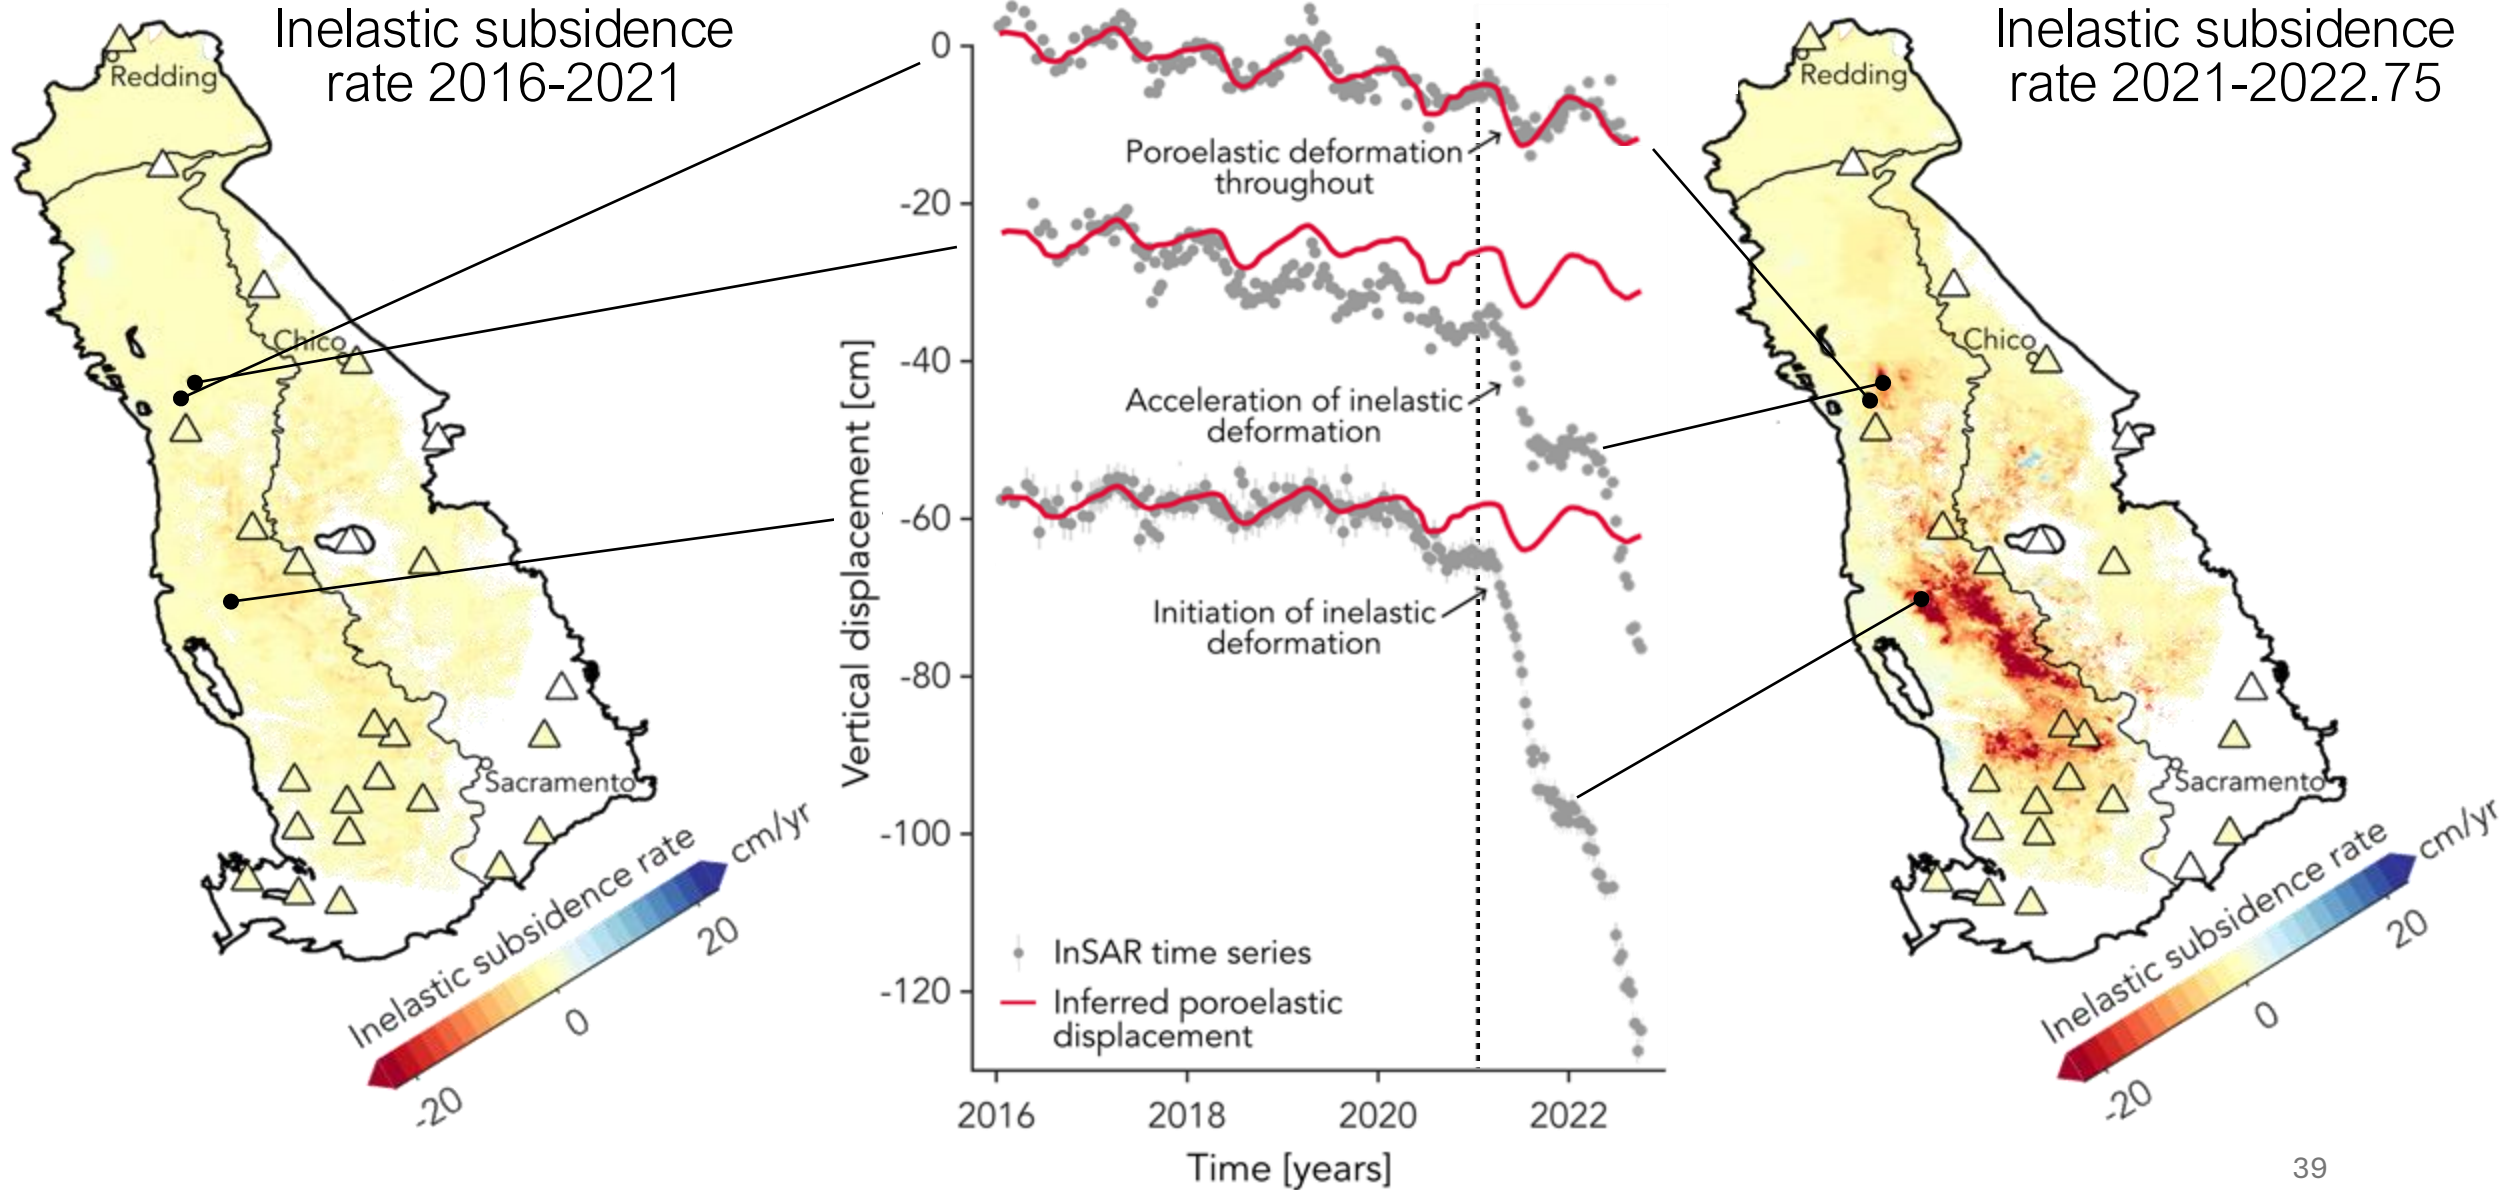 Inelastic subsidence
rate 2016-2021
Redding
Chico
Sacramento
Inelastic subsidence rate
cm/yr
-20
0
20
Vertical displacement [cm]
0
-20
-40
-60
-80
-100
-120
Poroelastic deformation
throughout
Acceleration of inelastic
deformation
Initiation of inelastic
deformation
InSAR time series
Inferred poroelastic
displacement
2016
2018
2020
2022
Time [years]
Inelastic subsidence
rate 2021-2022.75
Redding
Chico
Sacramento
Inelastic subsidence rate
cm/yr
-20
0
20
39